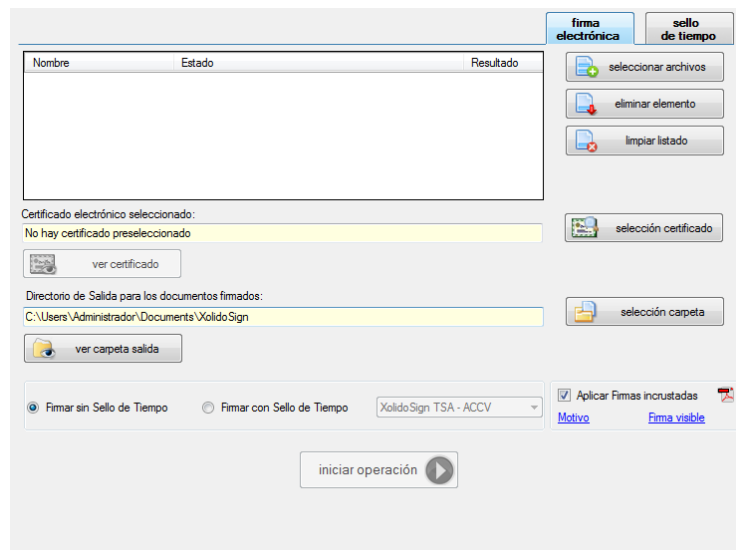 firma
electrónica
sello
de tiempo
Nombre Estado Resultado
seleccionar archivos
eliminar elemento
limpiar listado
Certificado electrónico seleccionado:
No hay certificado preseleccionado
selección certificado
ver certificado
Directorio de Salida para los documentos firmados:
C:\Users\Administrador\Documents\XolidoSign
selección carpeta
ver carpeta salida
Firmar sin Sello de Tiempo Firmar con Sello de Tiempo XolidoSign TSA - ACCV
Aplicar Firmas incrustadas
Motivo Firma visible
iniciar operación